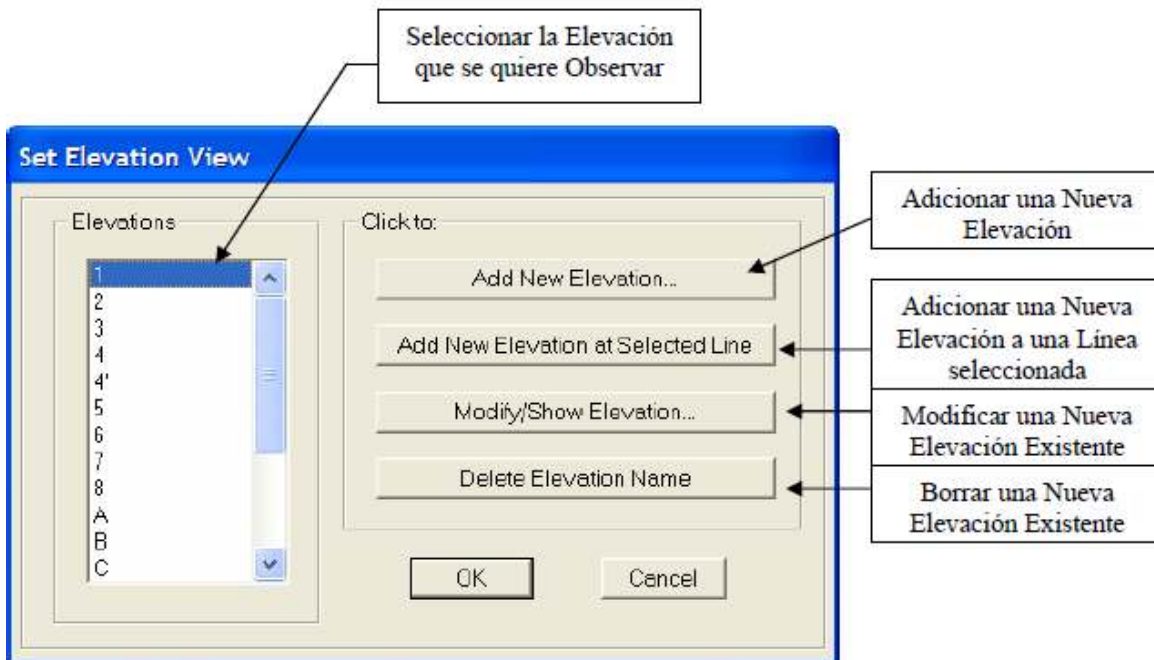 Seleccionar la Elevación
que se quiere Observar
Set Elevation View
Elevations
1
2
3
4
4'
5
6
7
8
A
B
C
Click to:
Add New Elevation...
Add New Elevation at Selected Line
Modify/Show Elevation...
Delete Elevation Name
OK
Cancel
Adicionar una Nueva
Elevación
Adicionar una Nueva
Elevación a una Línea
seleccionada
Modificar una Nueva
Elevación Existente
Borrar una Nueva
Elevación Existente